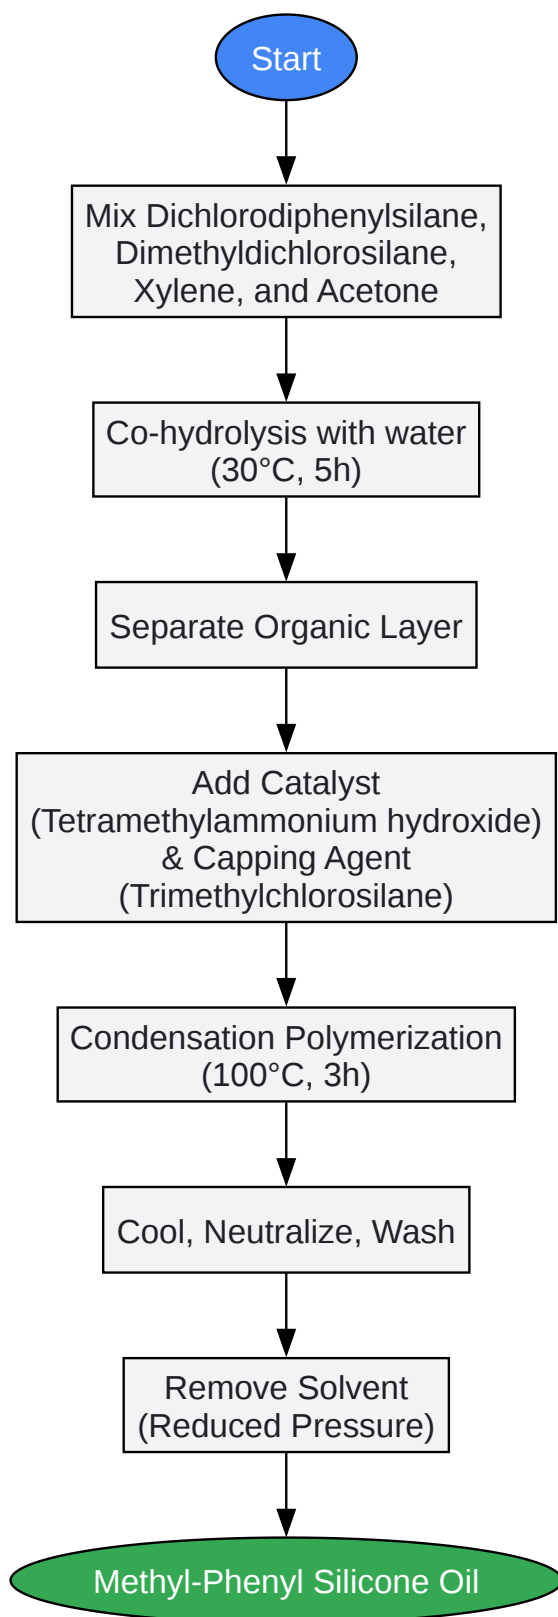 Start
Mix Dichlorodiphenylsilane,
Dimethyldichlorosilane,
Xylene, and Acetone
Co-hydrolysis with water
(30°C, 5h)
Separate Organic Layer
Add Catalyst
(Tetramethylammonium hydroxide)
& Capping Agent
(Trimethylchlorosilane)
Condensation Polymerization
(100°C, 3h)
Cool, Neutralize, Wash
Remove Solvent
(Reduced Pressure)
Methyl-Phenyl Silicone Oil